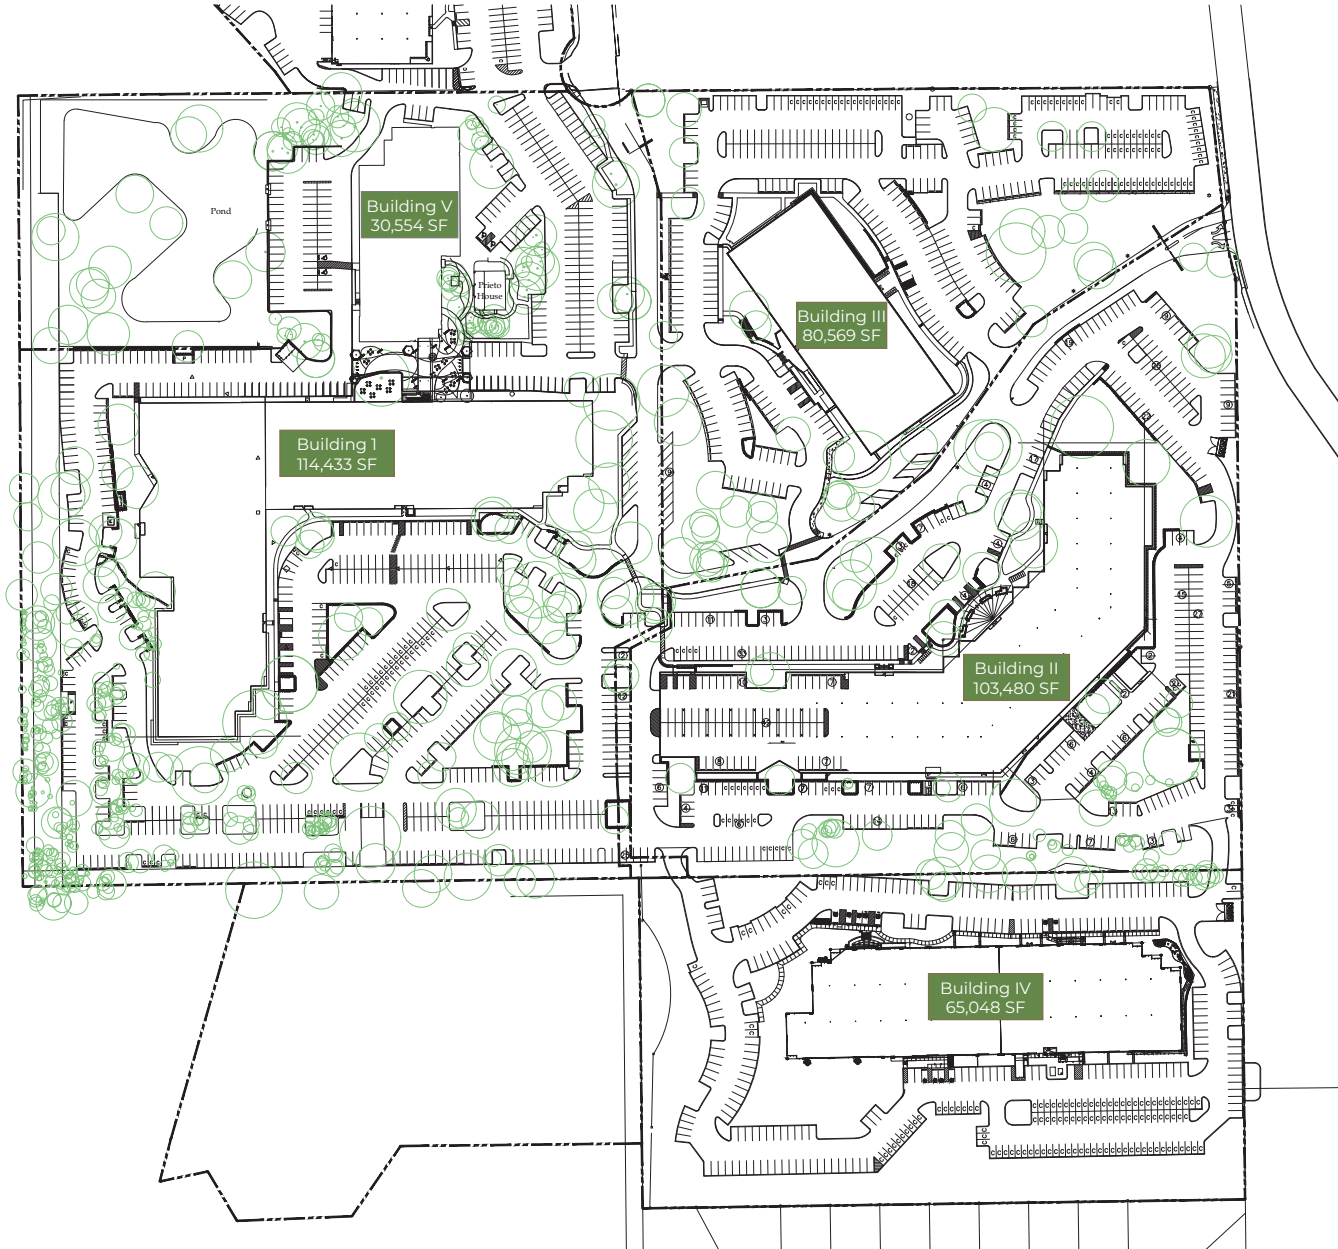 Pond
Building V
30,554 SF
Prieto
House
Building III
80,569 SF
Building 1
114,433 SF
Building II
103,480 SF
Building IV
65,048 SF